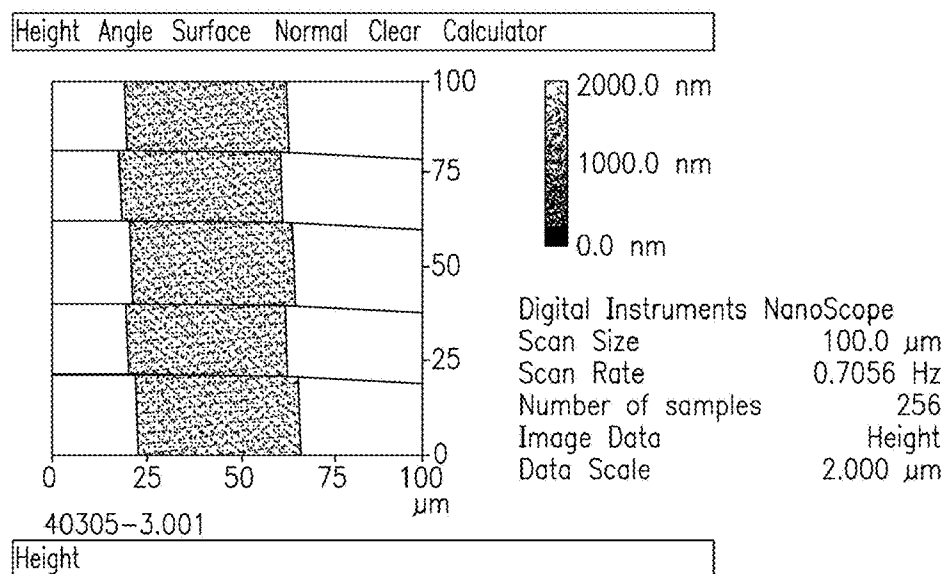 Height Angle Surface Normal Clear Calculator
100
75
50
25
0
0 25 50 75 100
μm
2000.0 nm
1000.0 nm
0.0 nm
Digital Instruments NanoScope
Scan Size 100.0 μm
Scan Rate 0.7056 Hz
Number of samples 256
Image Data Height
Data Scale 2.000 μm
40305-3.001
Height